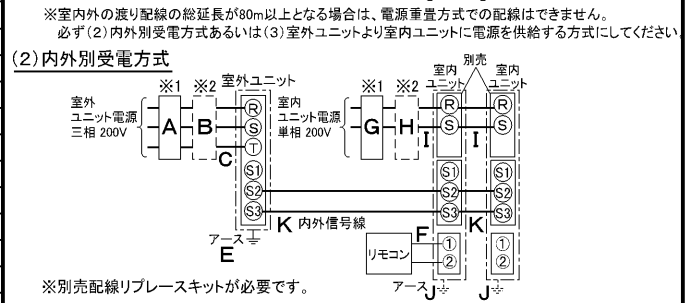 ※室内外の渡り配線の総延長が80m以上となる場合は、電源重畳方式での配線はできません。
必ず(2)内外別受電方式あるいは(3)室外ユニットより室内ユニットに電源を供給する方式にしてください
(2)内外別受電方式
別売
※1 ※2 室外ユニット ※1 ※2 室内ユニット 室内ユニット
室外
ユニット電源
三相 200V
A B C
R
S
T
S1
S2
S3
室内
ユニット電源
単相 200V
G H I I
R
S
S1
S2
S3
①
②
R
S
S1
S2
S3
①
②
K 内外信号線 K
アース
E
F
リモコン
アース J J
※別売配線リプレースキットが必要です。